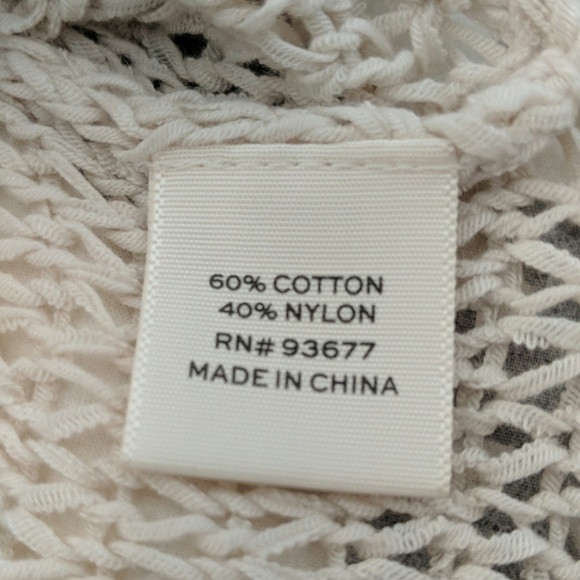 60% COTTON
40% NYLON
RN# 93677
MADE IN CHINA